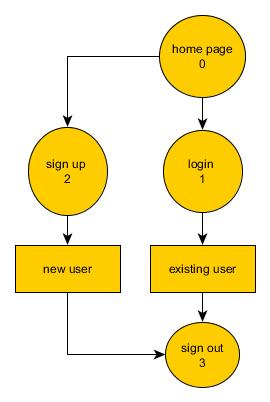 home page
0
sign up
2
login
1
new user
existing user
sign out
3